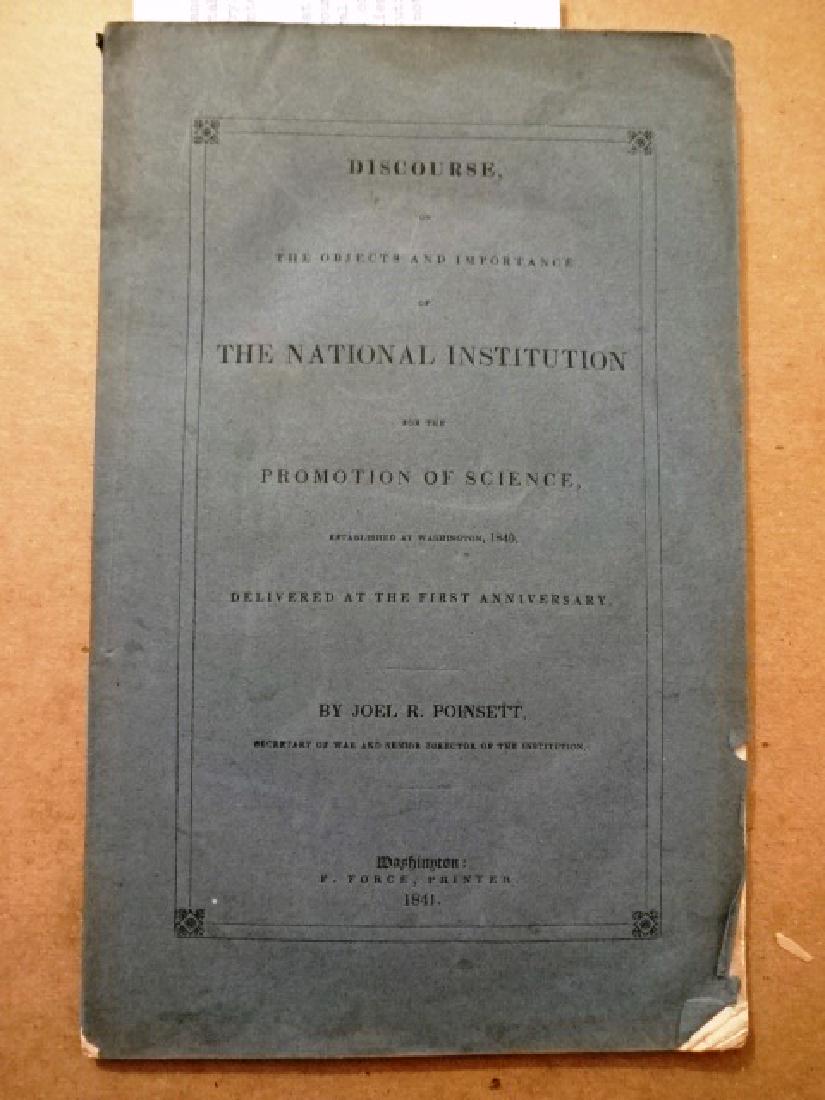 DISCOURSE,
ON
THE OBJECTS AND IMPORTANCE
OF
THE NATIONAL INSTITUTION
FOR THE
PROMOTION OF SCIENCE,
ESTABLISHED AT WASHINGTON, 1840,
DELIVERED AT THE FIRST ANNIVERSARY.
BY JOEL R. POINSETT,
SECRETARY OF WAR AND SENIOR DIRECTOR OF THE INSTITUTION.
Washington:
P. FORCE, PRINTER
1841.